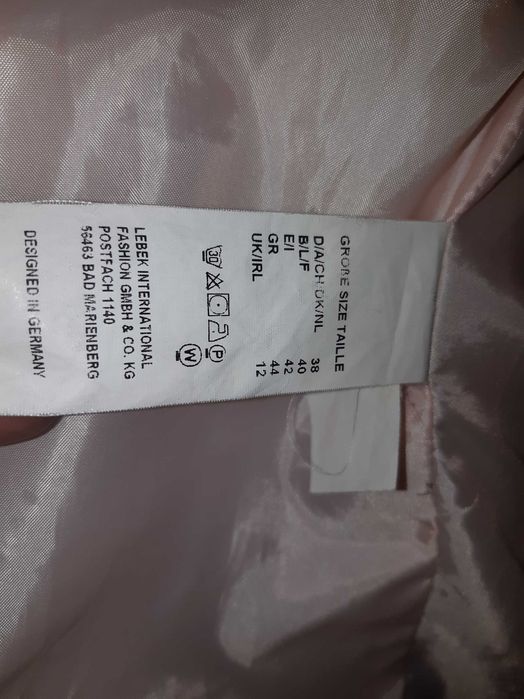 GRÖßE SIZE TAILLE
D/A/CH/DK/NL 38
B/L/F 40
E/I 42
GR 44
UK/IRL 12
30
P
W
LEBEK INTERNATIONAL
FASHION GMBH & CO. KG
POSTFACH 1140
56463 BAD MARIENBERG
DESIGNED IN GERMANY